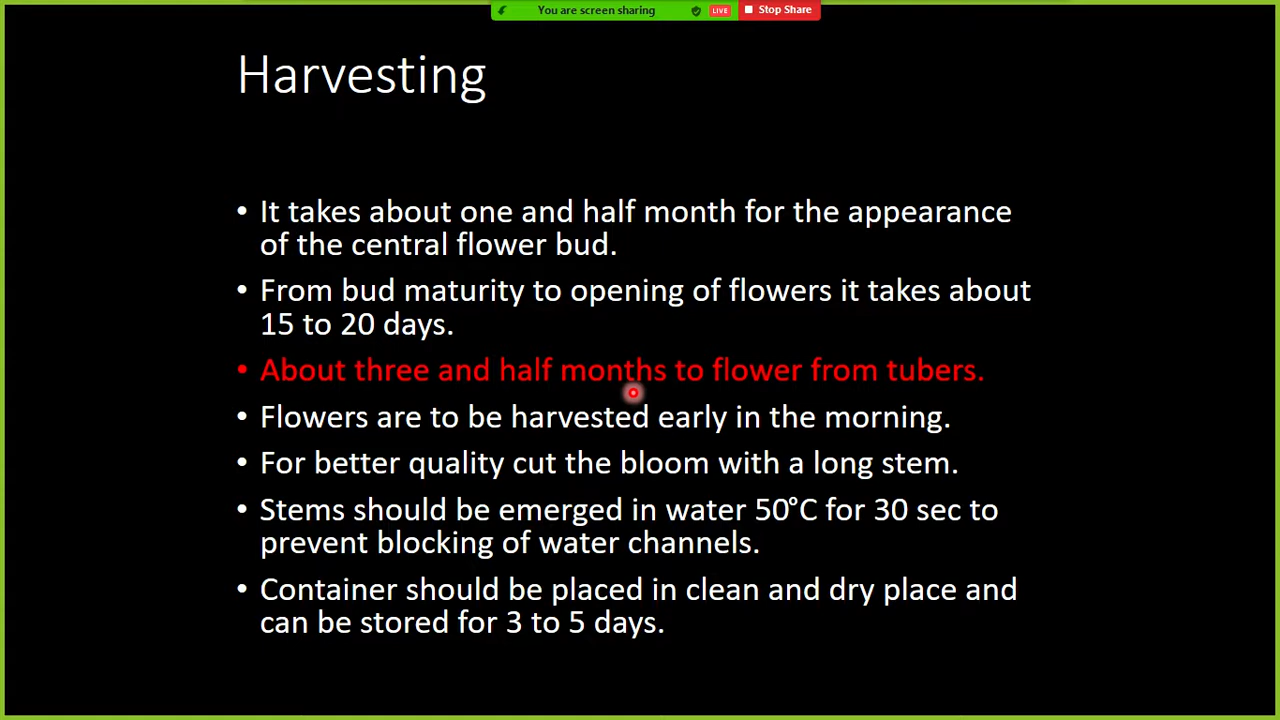 You are screen sharing LIVE Stop Share
Harvesting
• It takes about one and half month for the appearance
of the central flower bud.
• From bud maturity to opening of flowers it takes about
15 to 20 days.
• About three and half months to flower from tubers.
• Flowers are to be harvested early in the morning.
• For better quality cut the bloom with a long stem.
• Stems should be emerged in water 50°C for 30 sec to
prevent blocking of water channels.
• Container should be placed in clean and dry place and
can be stored for 3 to 5 days.